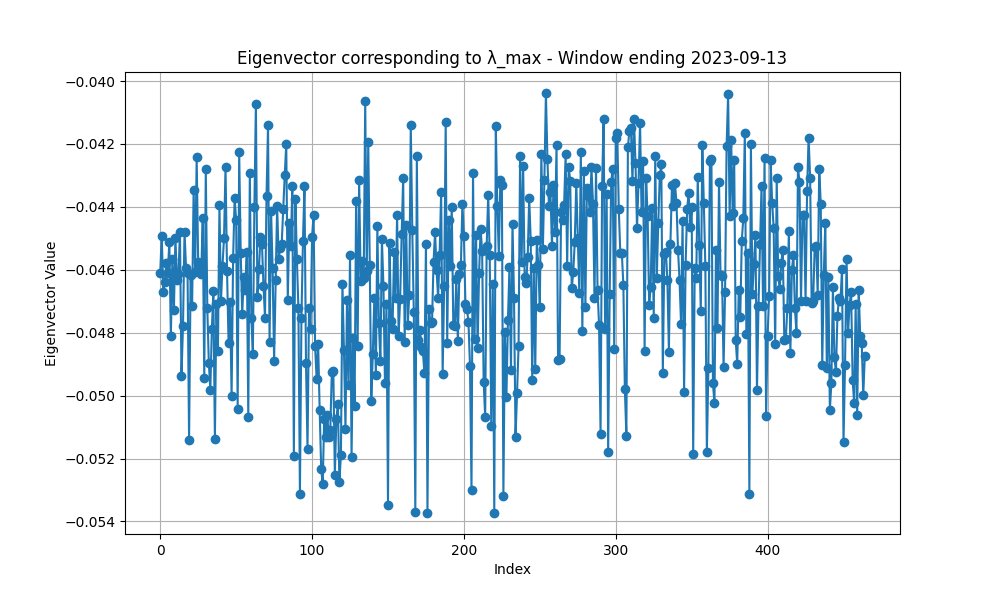 Eigenvector corresponding to λ_max - Window ending 2023-09-13
Eigenvector Value
−0.040
−0.042
−0.044
−0.046
−0.048
−0.050
−0.052
−0.054
0 100 200 300 400
Index